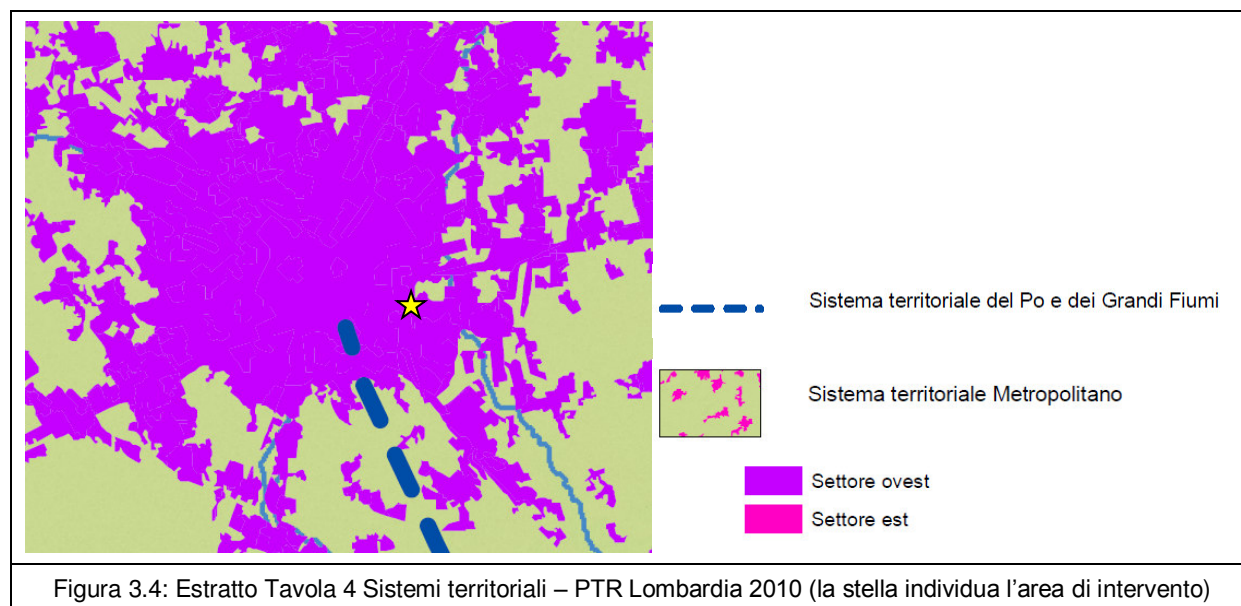 Sistema territoriale del Po e dei Grandi Fiumi
Sistema territoriale Metropolitano
Settore ovest
Settore est
Figura 3.4: Estratto Tavola 4 Sistemi territoriali – PTR Lombardia 2010 (la stella individua l’area di intervento)